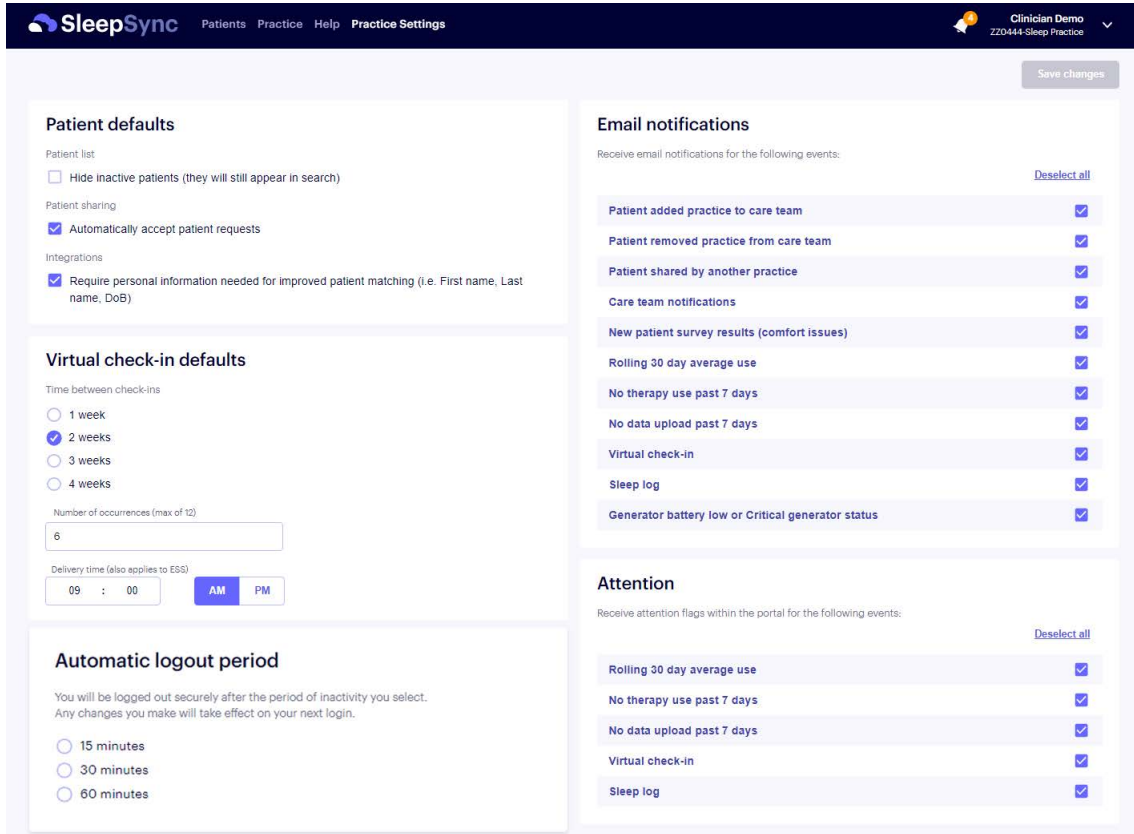 SleepSync Patients Practice Help Practice Settings 4 Clinician Demo
ZZ0444-Sleep Practice
Save changes
Patient defaults
Patient list
Hide inactive patients (they will still appear in search)
Patient sharing
Automatically accept patient requests
Integrations
Require personal information needed for improved patient matching (i.e. First name, Last
name, DoB)
Virtual check-in defaults
Time between check-ins
1 week
2 weeks
3 weeks
4 weeks
Number of occurrences (max of 12)
6
Delivery time (also applies to ESS)
09 : 00 AM PM
Automatic logout period
You will be logged out securely after the period of inactivity you select.
Any changes you make will take effect on your next login.
15 minutes
30 minutes
60 minutes
Email notifications
Receive email notifications for the following events:
Deselect all
Patient added practice to care team
Patient removed practice from care team
Patient shared by another practice
Care team notifications
New patient survey results (comfort issues)
Rolling 30 day average use
No therapy use past 7 days
No data upload past 7 days
Virtual check-in
Sleep log
Generator battery low or Critical generator status
Attention
Receive attention flags within the portal for the following events:
Deselect all
Rolling 30 day average use
No therapy use past 7 days
No data upload past 7 days
Virtual check-in
Sleep log